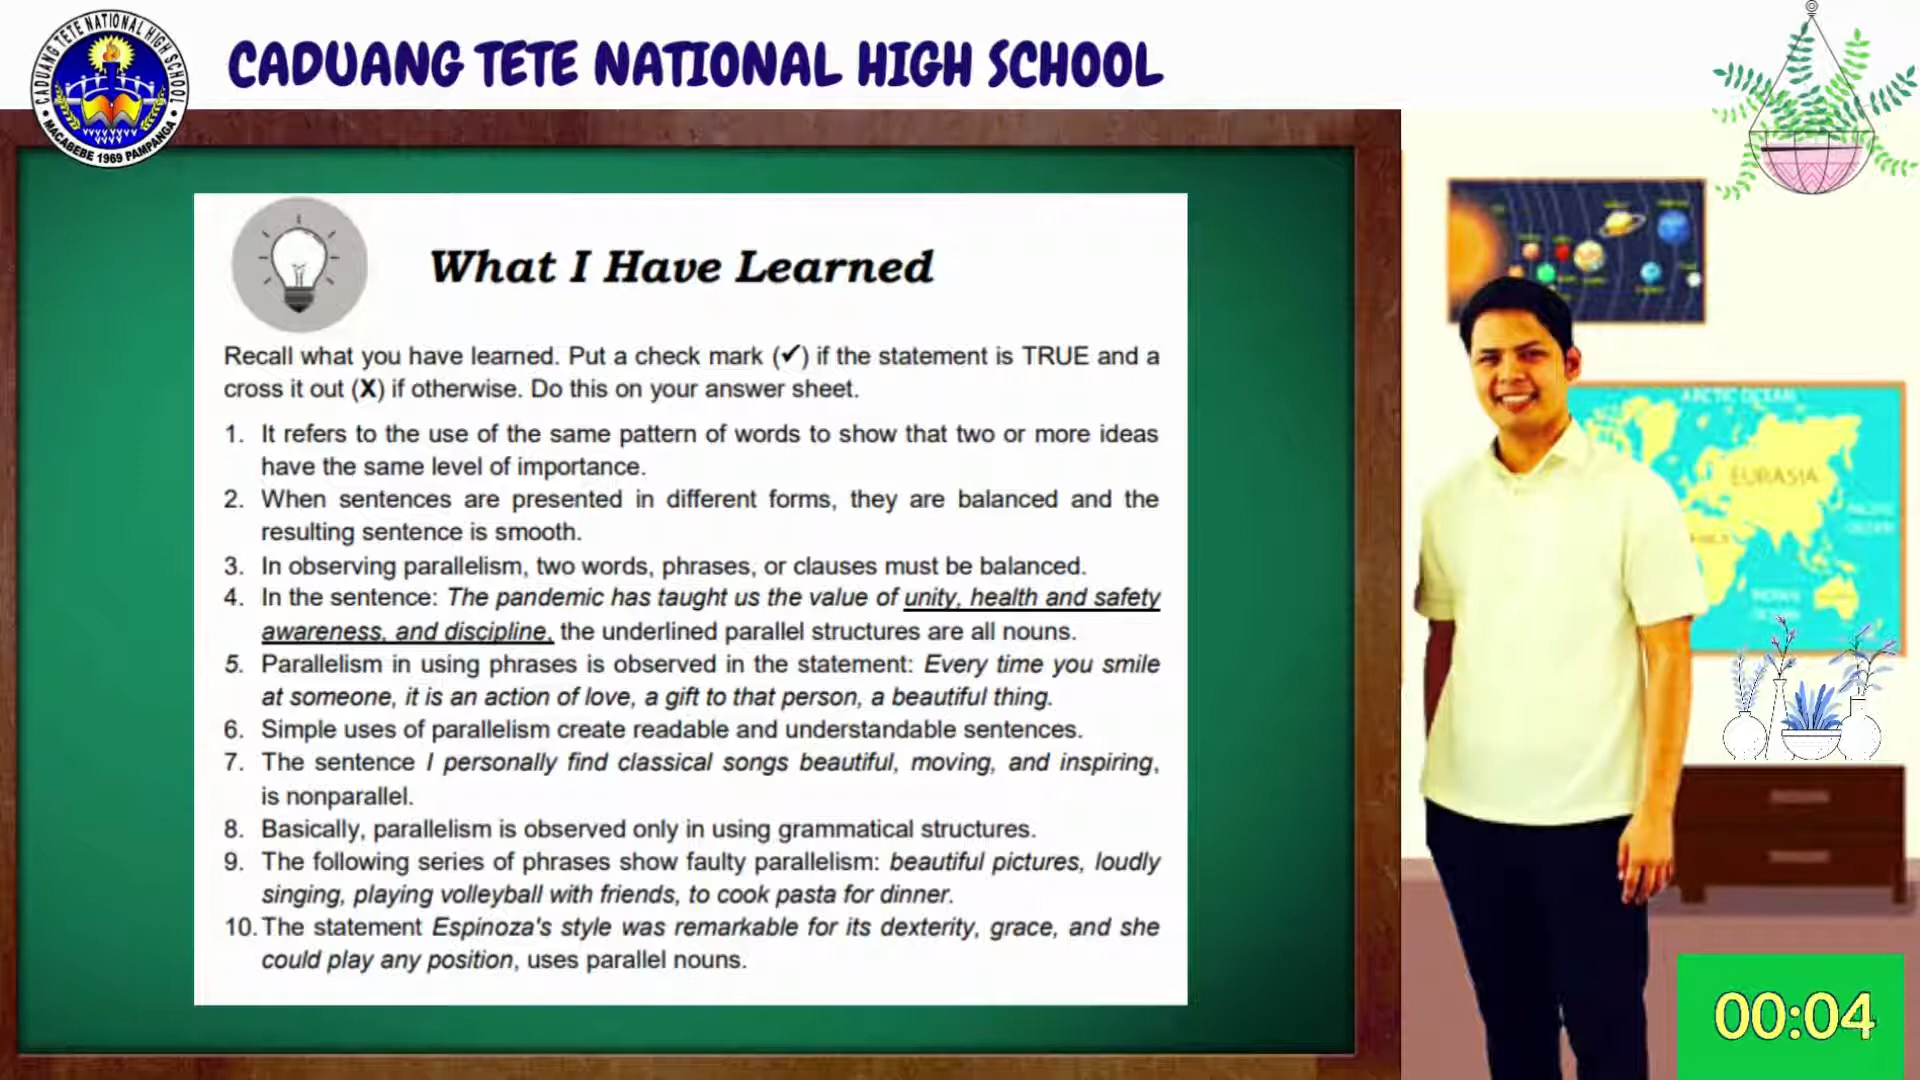 CADUANG TETE NATIONAL HIGH SCHOOL
CADUANG TETE NATIONAL HIGH SCHOOL
MACABEBE 1969 PAMPANGA
What I Have Learned
Recall what you have learned. Put a check mark (✓) if the statement is TRUE and a
cross it out (X) if otherwise. Do this on your answer sheet.
1. It refers to the use of the same pattern of words to show that two or more ideas
have the same level of importance.
2. When sentences are presented in different forms, they are balanced and the
resulting sentence is smooth.
3. In observing parallelism, two words, phrases, or clauses must be balanced.
4. In the sentence: The pandemic has taught us the value of unity, health and safety
awareness, and discipline, the underlined parallel structures are all nouns.
5. Parallelism in using phrases is observed in the statement: Every time you smile
at someone, it is an action of love, a gift to that person, a beautiful thing.
6. Simple uses of parallelism create readable and understandable sentences.
7. The sentence I personally find classical songs beautiful, moving, and inspiring,
is nonparallel.
8. Basically, parallelism is observed only in using grammatical structures.
9. The following series of phrases show faulty parallelism: beautiful pictures, loudly
singing, playing volleyball with friends, to cook pasta for dinner.
10. The statement Espinoza's style was remarkable for its dexterity, grace, and she
could play any position, uses parallel nouns.
ARCTIC OCEAN
EURASIA
00:04